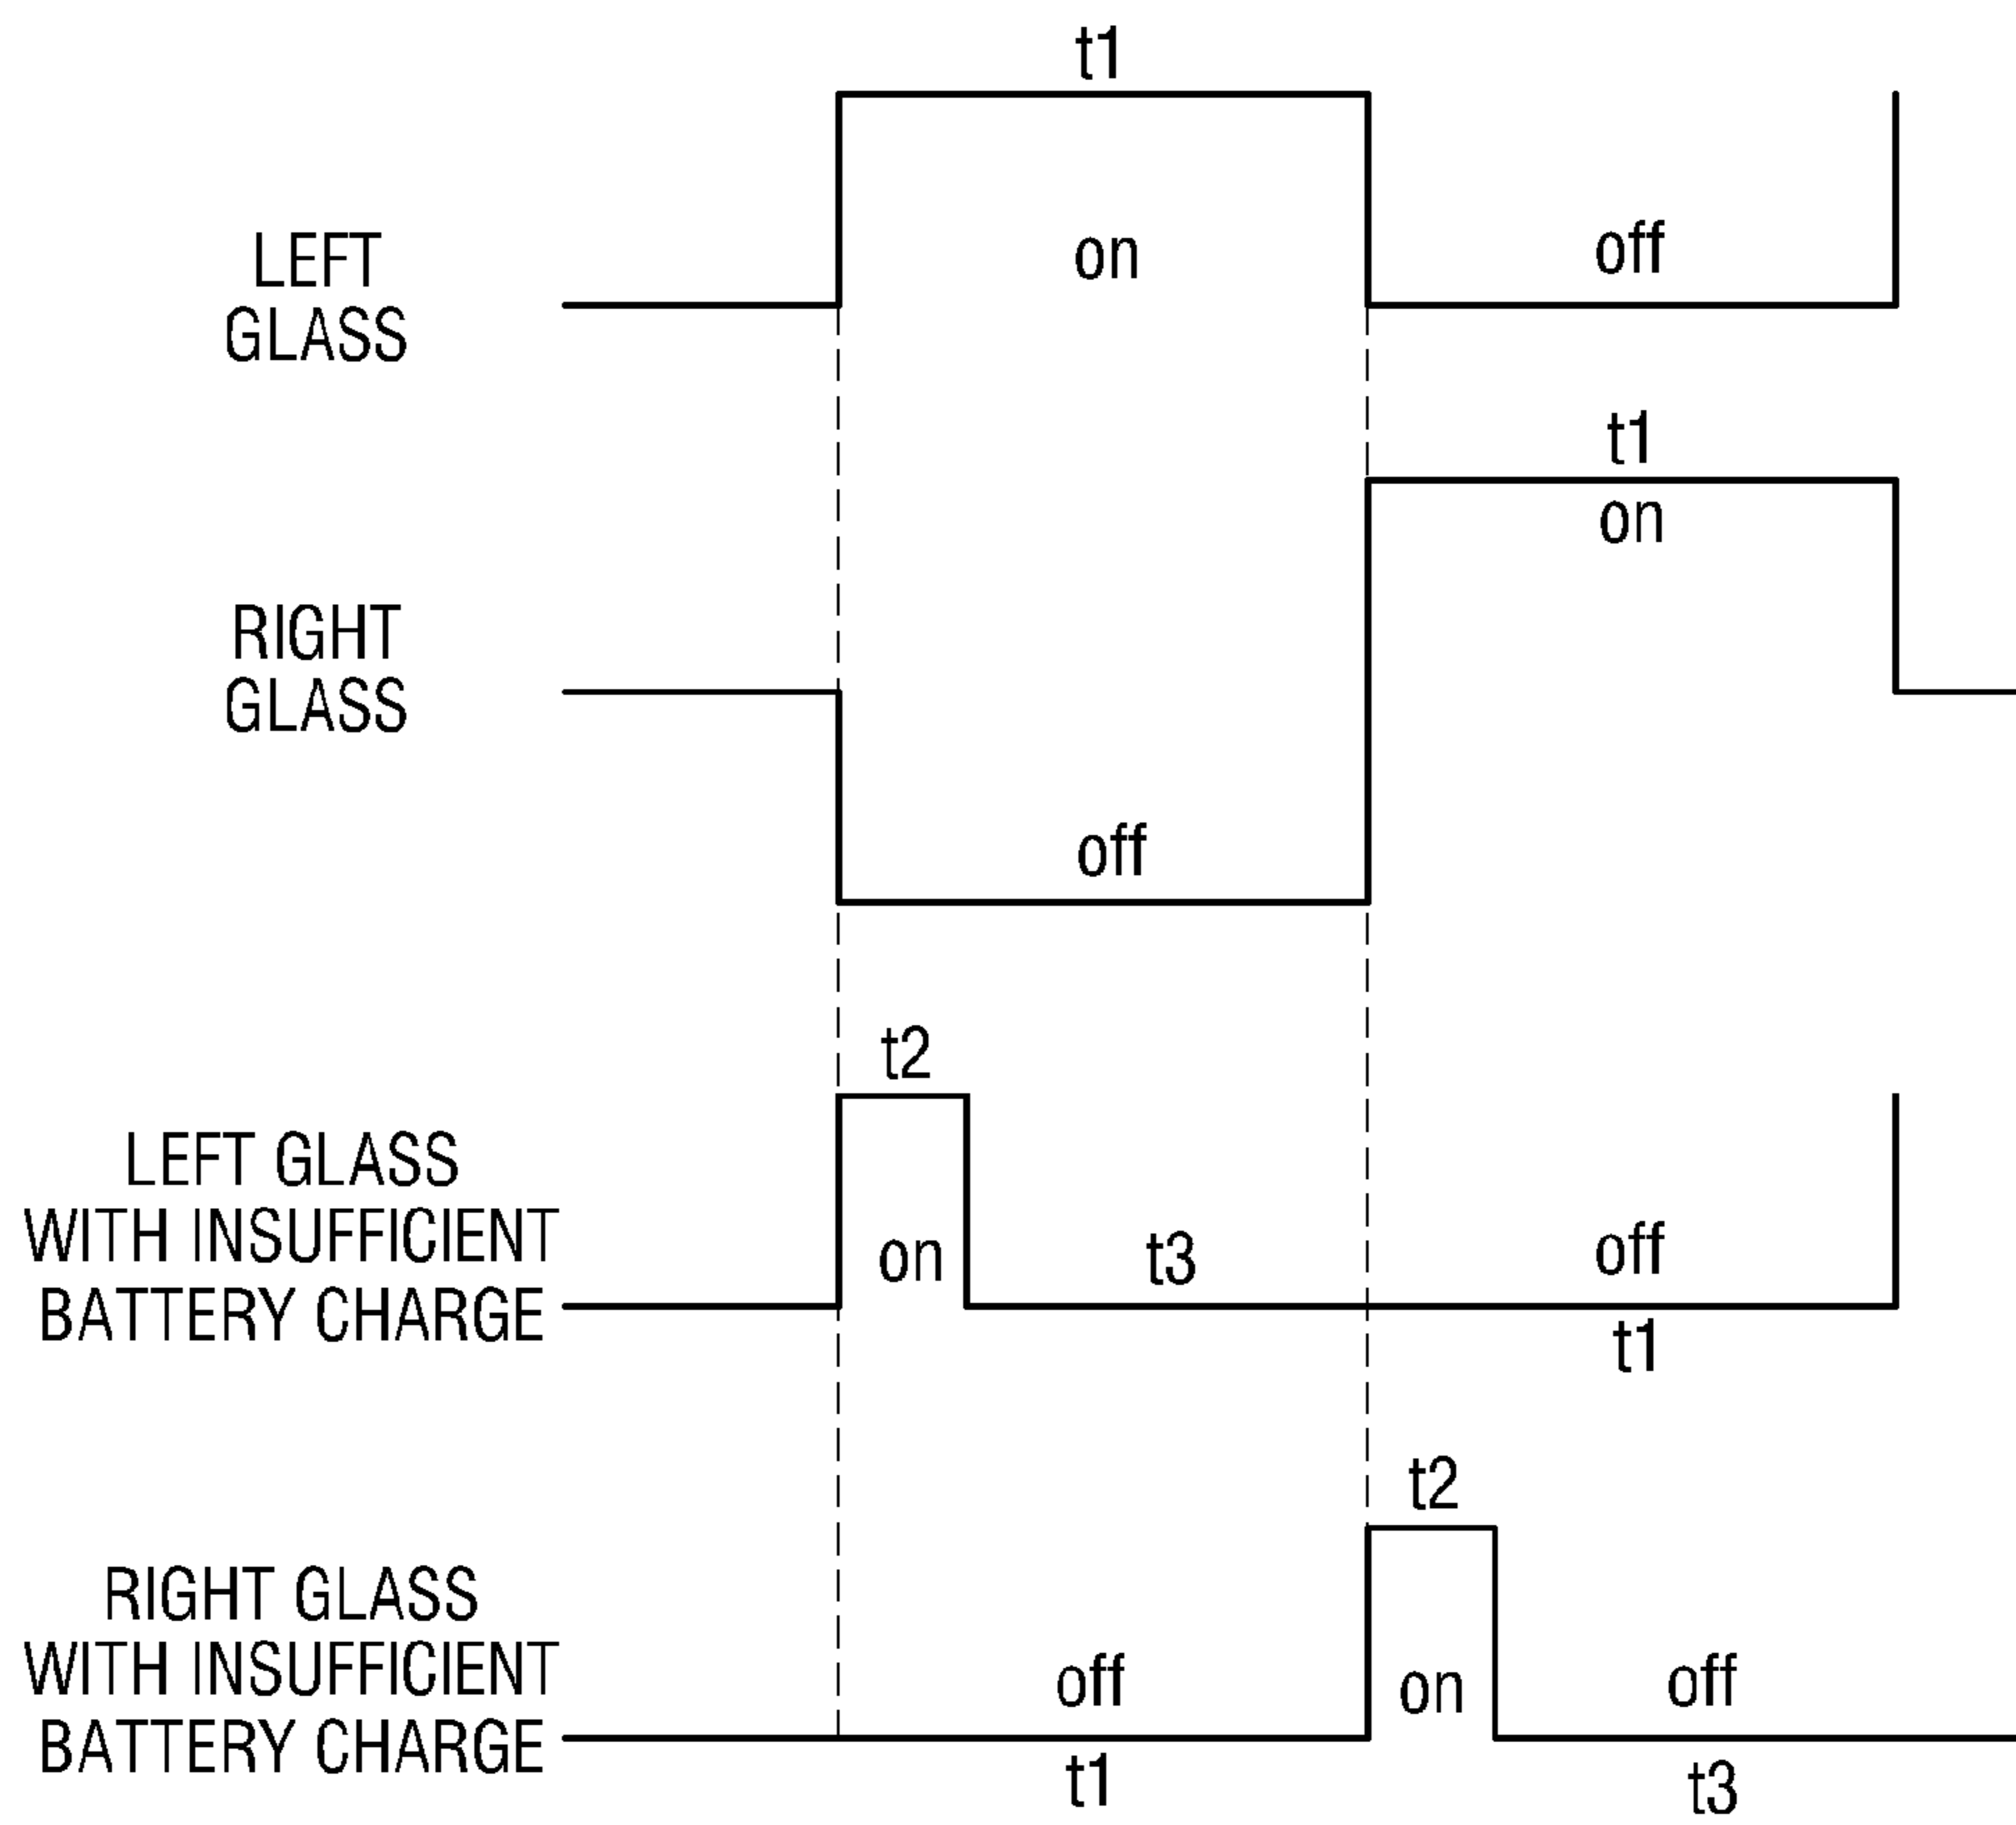 t1
LEFT
GLASS
on
off
t1
on
RIGHT
GLASS
off
t2
LEFT GLASS
WITH INSUFFICIENT
BATTERY CHARGE
on
t3
off
t1
t2
RIGHT GLASS
WITH INSUFFICIENT
BATTERY CHARGE
off
on
off
t1
t3